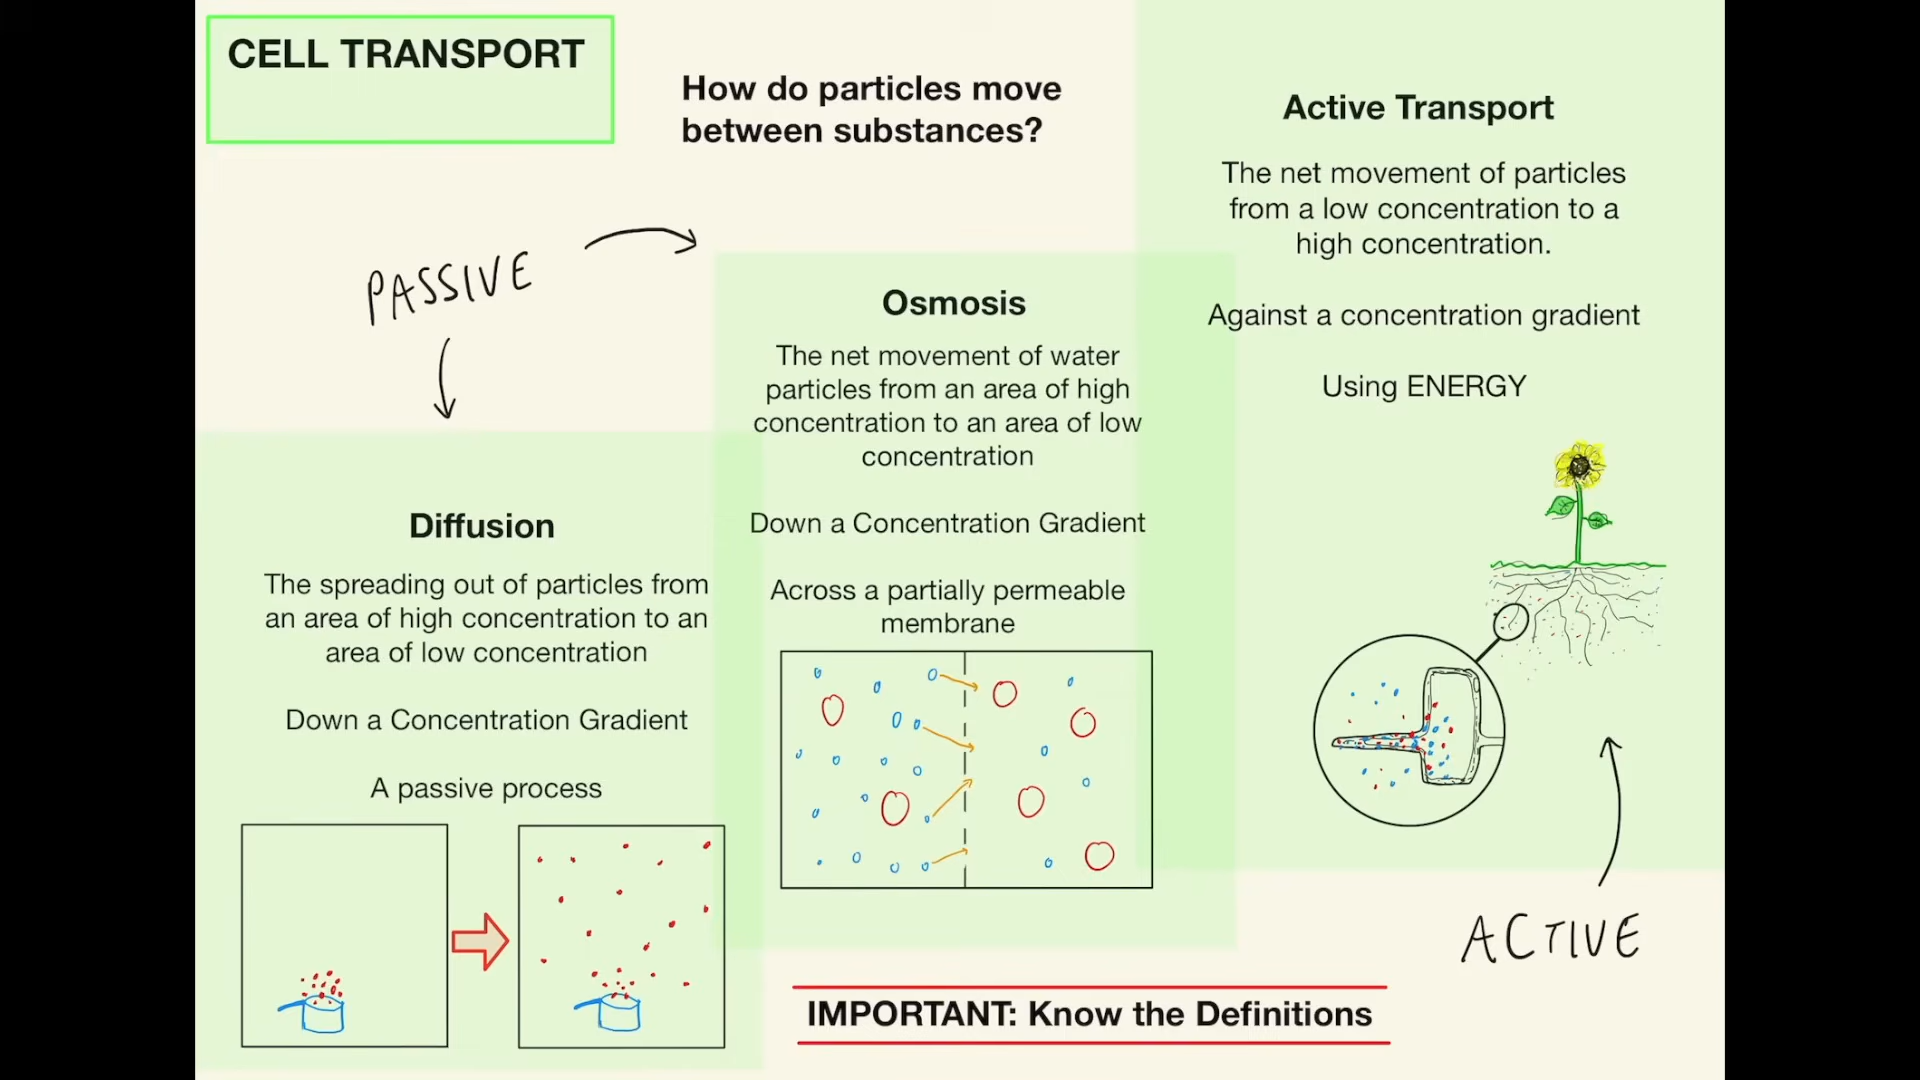 CELL TRANSPORT
How do particles move
between substances?
PASSIVE
Diffusion
The spreading out of particles from
an area of high concentration to an
area of low concentration
Down a Concentration Gradient
A passive process
Osmosis
The net movement of water
particles from an area of high
concentration to an area of low
concentration
Down a Concentration Gradient
Across a partially permeable
membrane
Active Transport
The net movement of particles
from a low concentration to a
high concentration.
Against a concentration gradient
Using ENERGY
ACTIVE
IMPORTANT: Know the Definitions